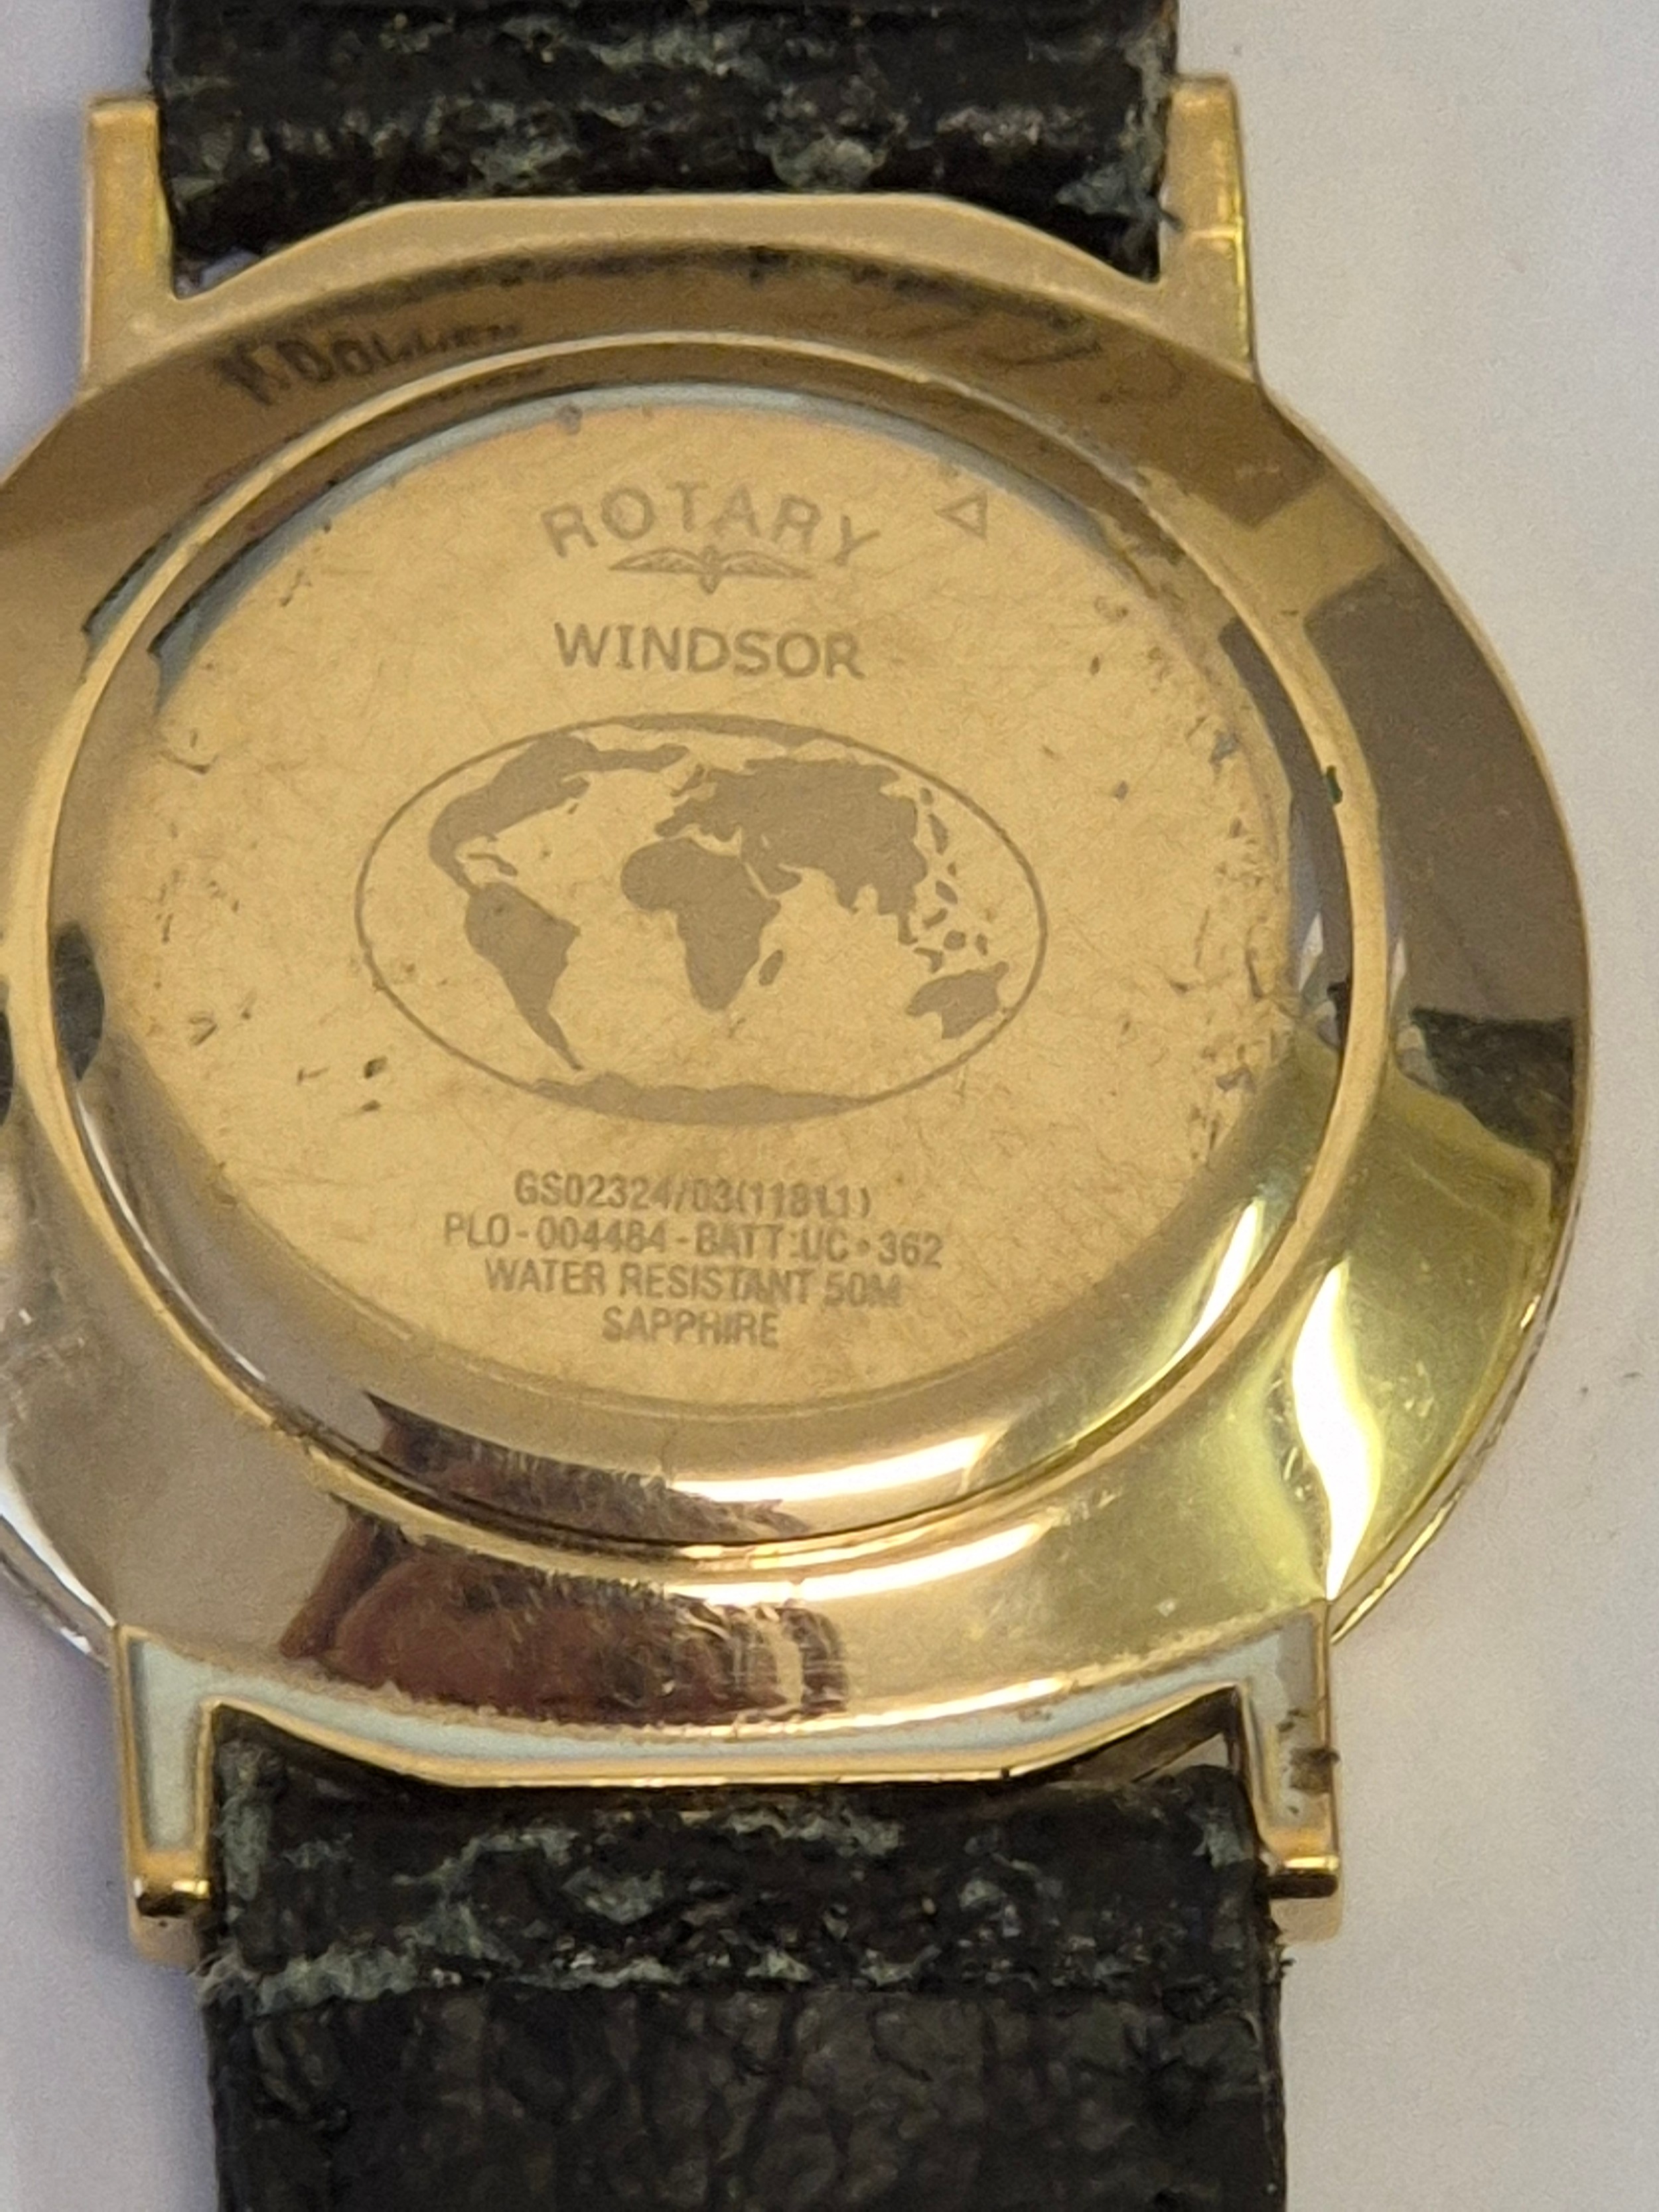 ROTARY
WINDSOR
GS02324/03(11811)
PLO-004484-BATT:UC•362
WATER RESISTANT 50M
SAPPHIRE